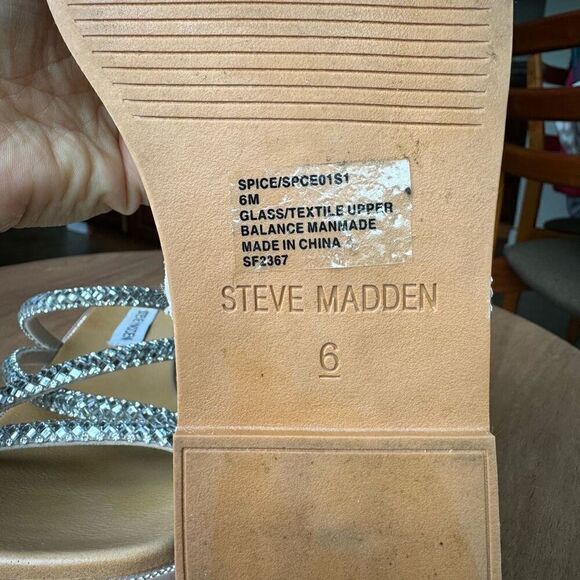 SPICE/SPCE01S1
6M
GLASS/TEXTILE UPPER
BALANCE MANMADE
MADE IN CHINA
SF2367
STEVE MADDEN
6